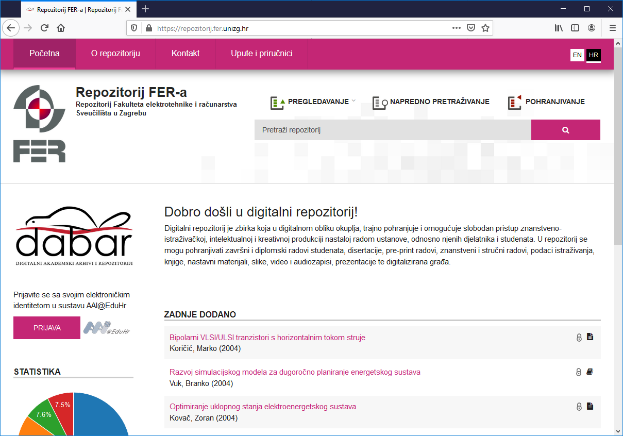 Repozitorij FER-a | Repozitorij F
https://repozitorij.fer.unizg.hr
Početna
O repozitoriju
Kontakt
Upute i priručnici
EN
HR
Repozitorij FER-a
Repozitorij Fakulteta elektrotehnike i računarstva
Sveučilišta u Zagrebu
FER
PREGLEDAVANJE
NAPREDNO PRETRAŽIVANJE
POHRANJIVANJE
Pretraži repozitorij
dabar
DIGITALNI AKADEMSKI ARHIVI I REPOZITORIJI
Dobro došli u digitalni repozitorij!
Digitalni repozitorij je zbirka koja u digitalnom obliku okuplja, trajno pohranjuje i omogućuje slobodan pristup znanstveno-
istraživačkoj, intelektualnoj i kreativnoj produkciji nastaloj radom ustanove, odnosno njenih djelatnika i studenata. U repozitorij se
mogu pohranjivati završni i diplomski radovi studenata, disertacije, pre-print radovi, znanstveni i stručni radovi, podaci istraživanja,
knjige, nastavni materijali, slike, video i audiozapisi, prezentacije te digitalizirana građa.
Prijavite se sa svojim elektroničkim
identitetom u sustavu AAI@EduHr
PRIJAVA
AAI@EduHr
STATISTIKA
7.5%
7.6%
ZADNJE DODANO
Bipolarni VLSI/ULSI tranzistori s horizontalnim tokom struje
Koričić, Marko (2004)
Razvoj simulacijskog modela za dugoročno planiranje energetskog sustava
Vuk, Branko (2004)
Optimiranje uklopnog stanja elektroenergetskog sustava
Kovač, Zoran (2004)